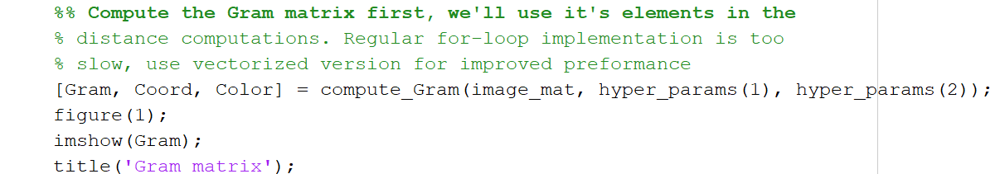 %% Compute the Gram matrix first, we'll use it's elements in the
% distance computations. Regular for-loop implementation is too
% slow, use vectorized version for improved preformance
[Gram, Coord, Color] = compute_Gram(image_mat, hyper_params(1), hyper_params(2));
figure(1);
imshow(Gram);
title('Gram matrix');